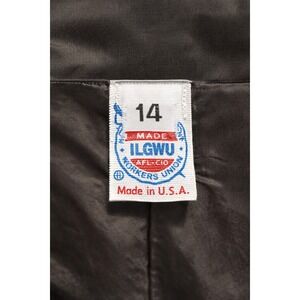 14
MADE
ILGWU
AFL-CIO
WORKERS UNION
Made in U.S.A.